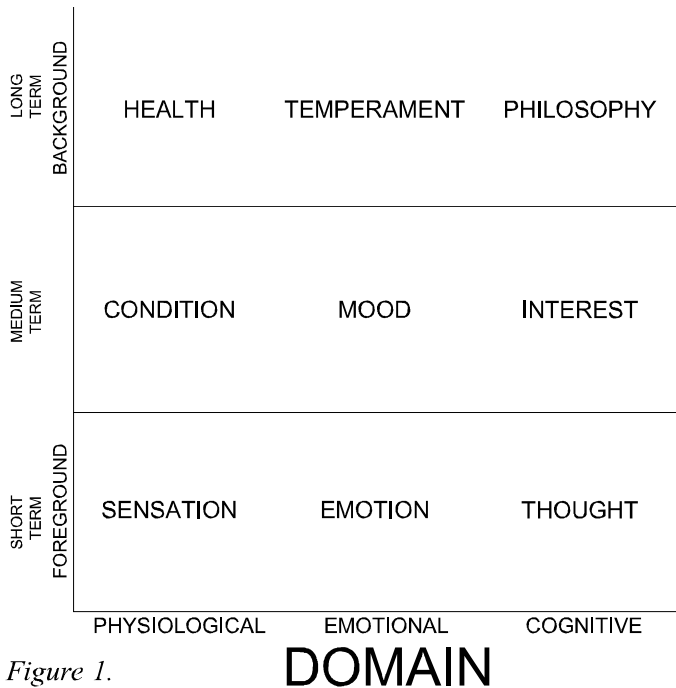 LONG
TERM
BACKGROUND
HEALTH TEMPERAMENT PHILOSOPHY
MEDIUM
TERM
CONDITION MOOD INTEREST
SHORT
TERM
FOREGROUND
SENSATION EMOTION THOUGHT
PHYSIOLOGICAL EMOTIONAL COGNITIVE
Figure 1. DOMAIN